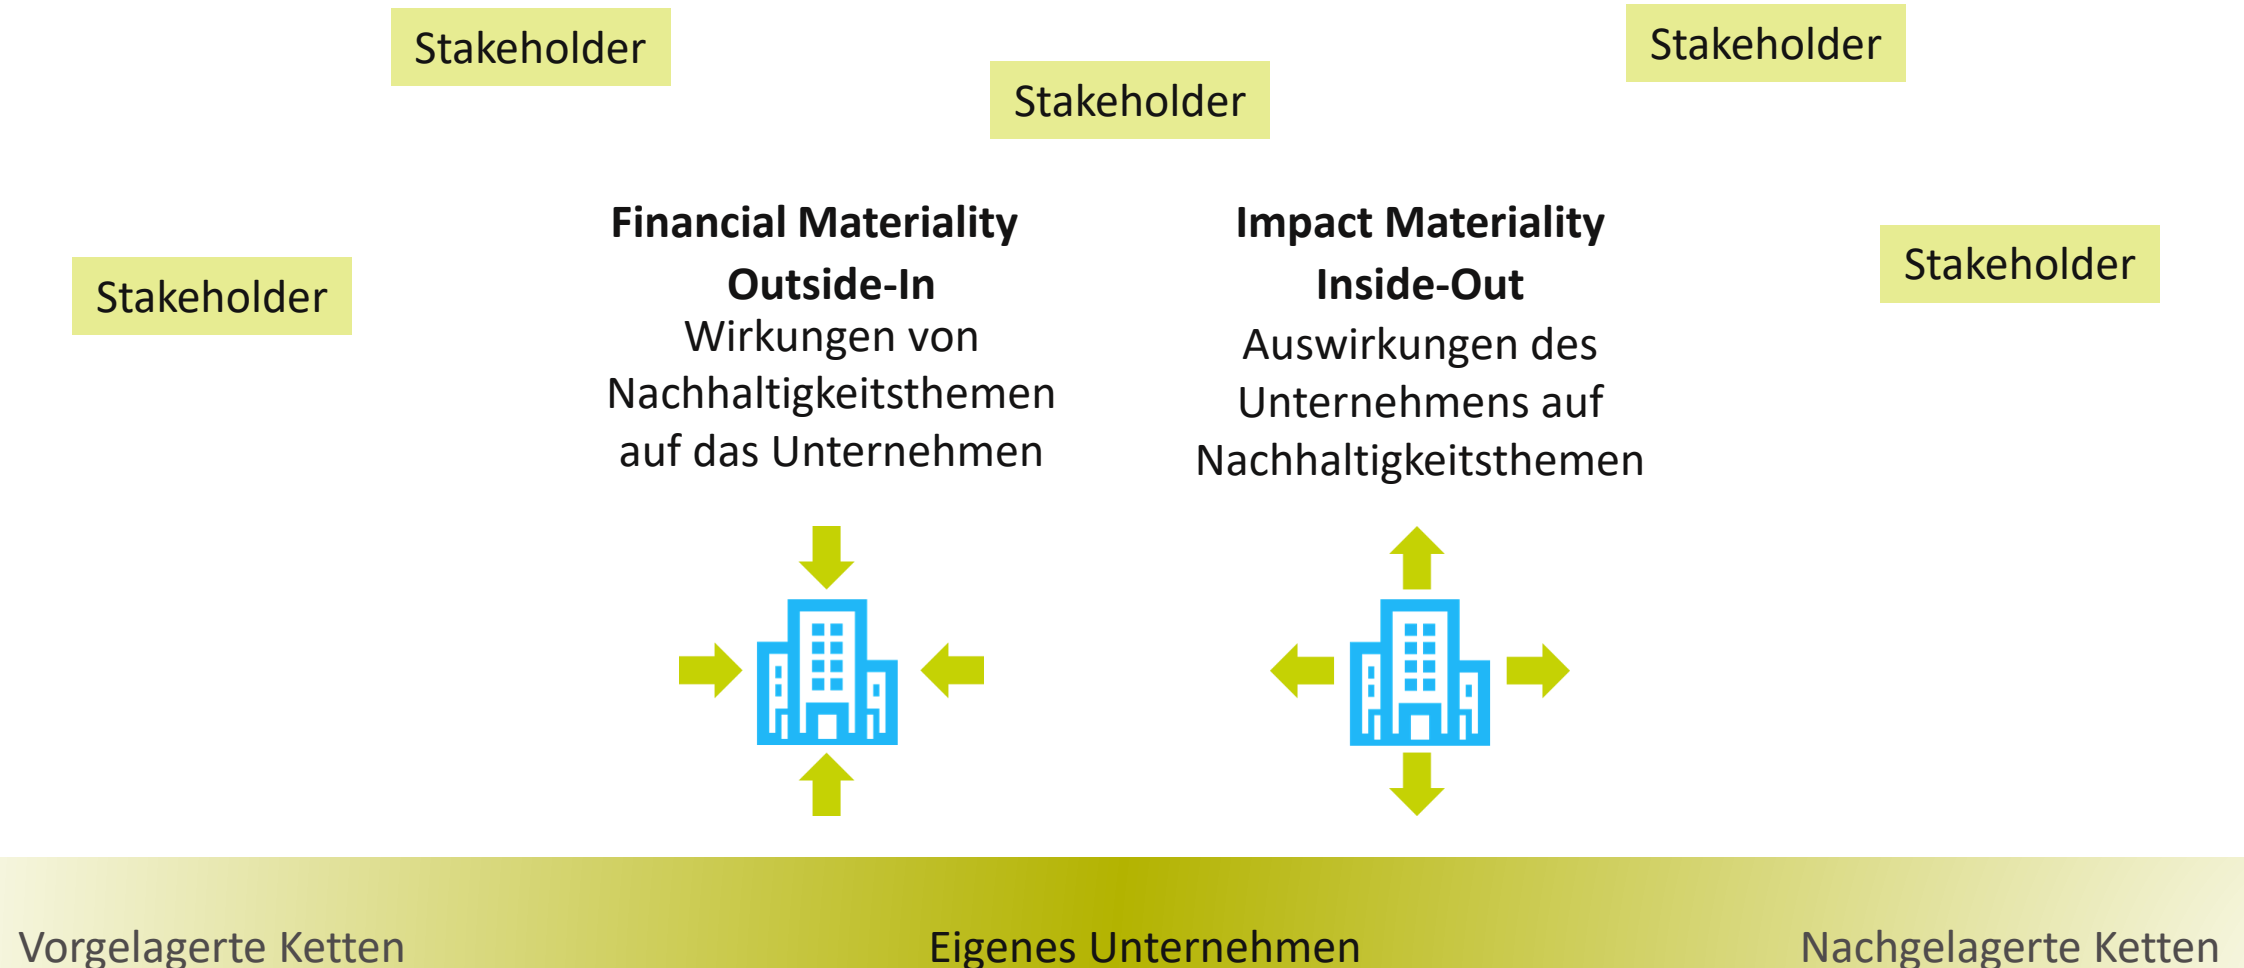 Stakeholder
Stakeholder
Stakeholder
Stakeholder
Stakeholder
Financial Materiality
Outside-In
Wirkungen von
Nachhaltigkeitsthemen
auf das Unternehmen
Impact Materiality
Inside-Out
Auswirkungen des
Unternehmens auf
Nachhaltigkeitsthemen
Vorgelagerte Ketten
Eigenes Unternehmen
Nachgelagerte Ketten